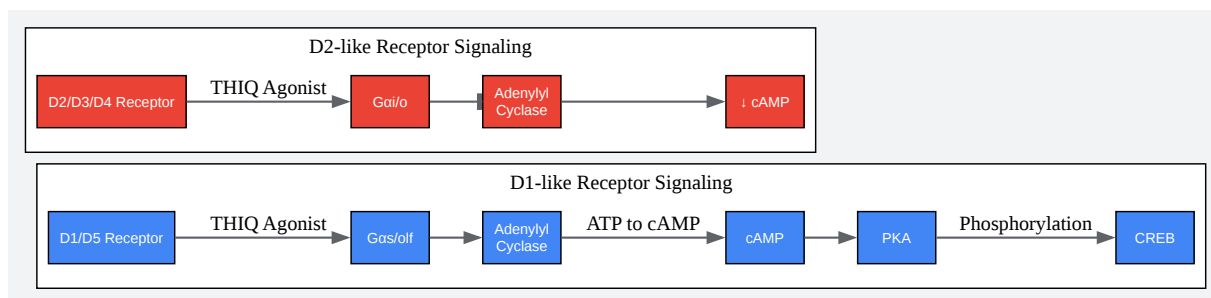 D2-like Receptor Signaling
D2/D3/D4 Receptor
THIQ Agonist
Gαi/o
Adenylyl
Cyclase
↓ cAMP
D1-like Receptor Signaling
D1/D5 Receptor
THIQ Agonist
Gαs/olf
Adenylyl
Cyclase
ATP to cAMP
cAMP
PKA
Phosphorylation
CREB